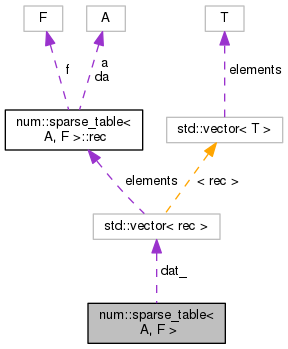 F
A
T
f
a
da
elements
num::sparse_table<
A, F >::rec
std::vector< T >
elements
< rec >
std::vector< rec >
dat_
num::sparse_table<
A, F >